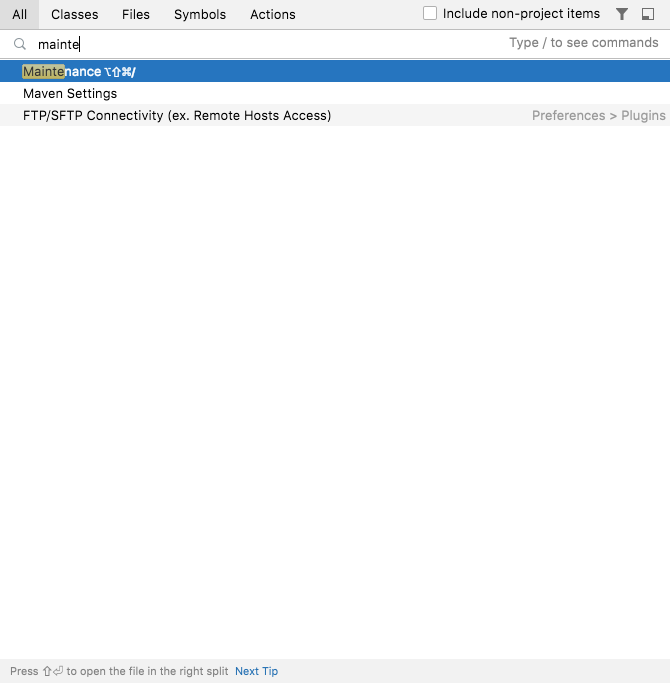 All Classes Files Symbols Actions Include non-project items
mainte Type / to see commands
Maintenance ⌥⇧⌘/
Maven Settings
FTP/SFTP Connectivity (ex. Remote Hosts Access) Preferences > Plugins
Press ⇧⏎ to open the file in the right split Next Tip